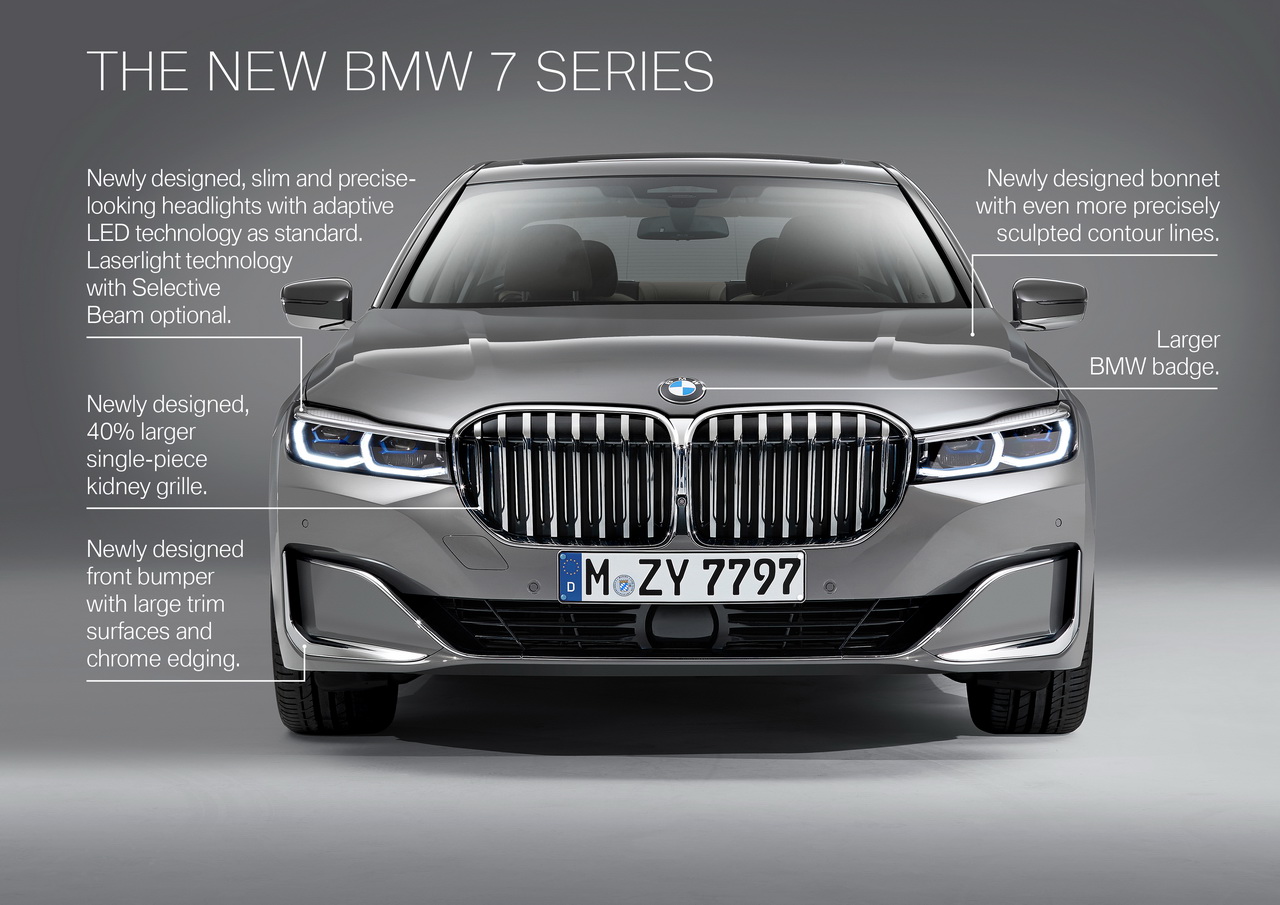 THE NEW BMW 7 SERIES
Newly designed, slim and precise-
looking headlights with adaptive
LED technology as standard.
Laserlight technology
with Selective
Beam optional.
Newly designed bonnet
with even more precisely
sculpted contour lines.
Larger
BMW badge.
Newly designed,
40% larger
single-piece
kidney grille.
Newly designed
front bumper
with large trim
surfaces and
chrome edging.
D M ZY 7797